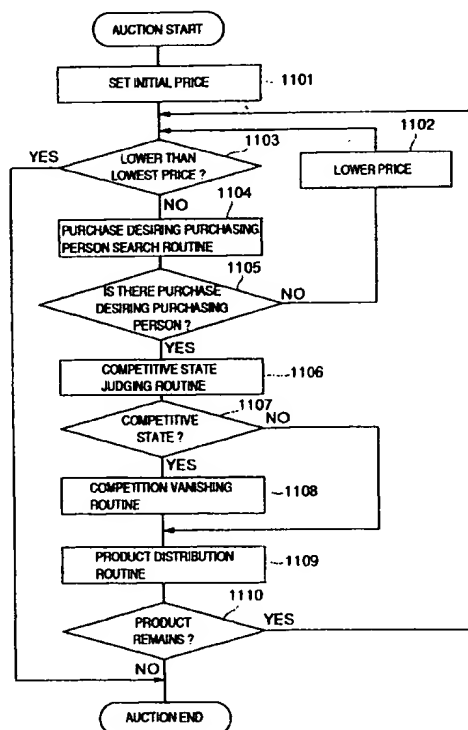 AUCTION START
SET INITIAL PRICE
1101
1102
LOWER PRICE
YES
1103
LOWER THAN
LOWEST PRICE ?
NO
1104
PURCHASE DESIRING PURCHASING
PERSON SEARCH ROUTINE
1105
IS THERE PURCHASE
DESIRING PURCHASING
PERSON ?
NO
YES
COMPETITIVE STATE
JUDGING ROUTINE
1106
1107
COMPETITIVE
STATE ?
NO
YES
COMPETITION VANISHING
ROUTINE
1108
PRODUCT DISTRIBUTION
ROUTINE
1109
1110
PRODUCT
REMAINS ?
YES
NO
AUCTION END